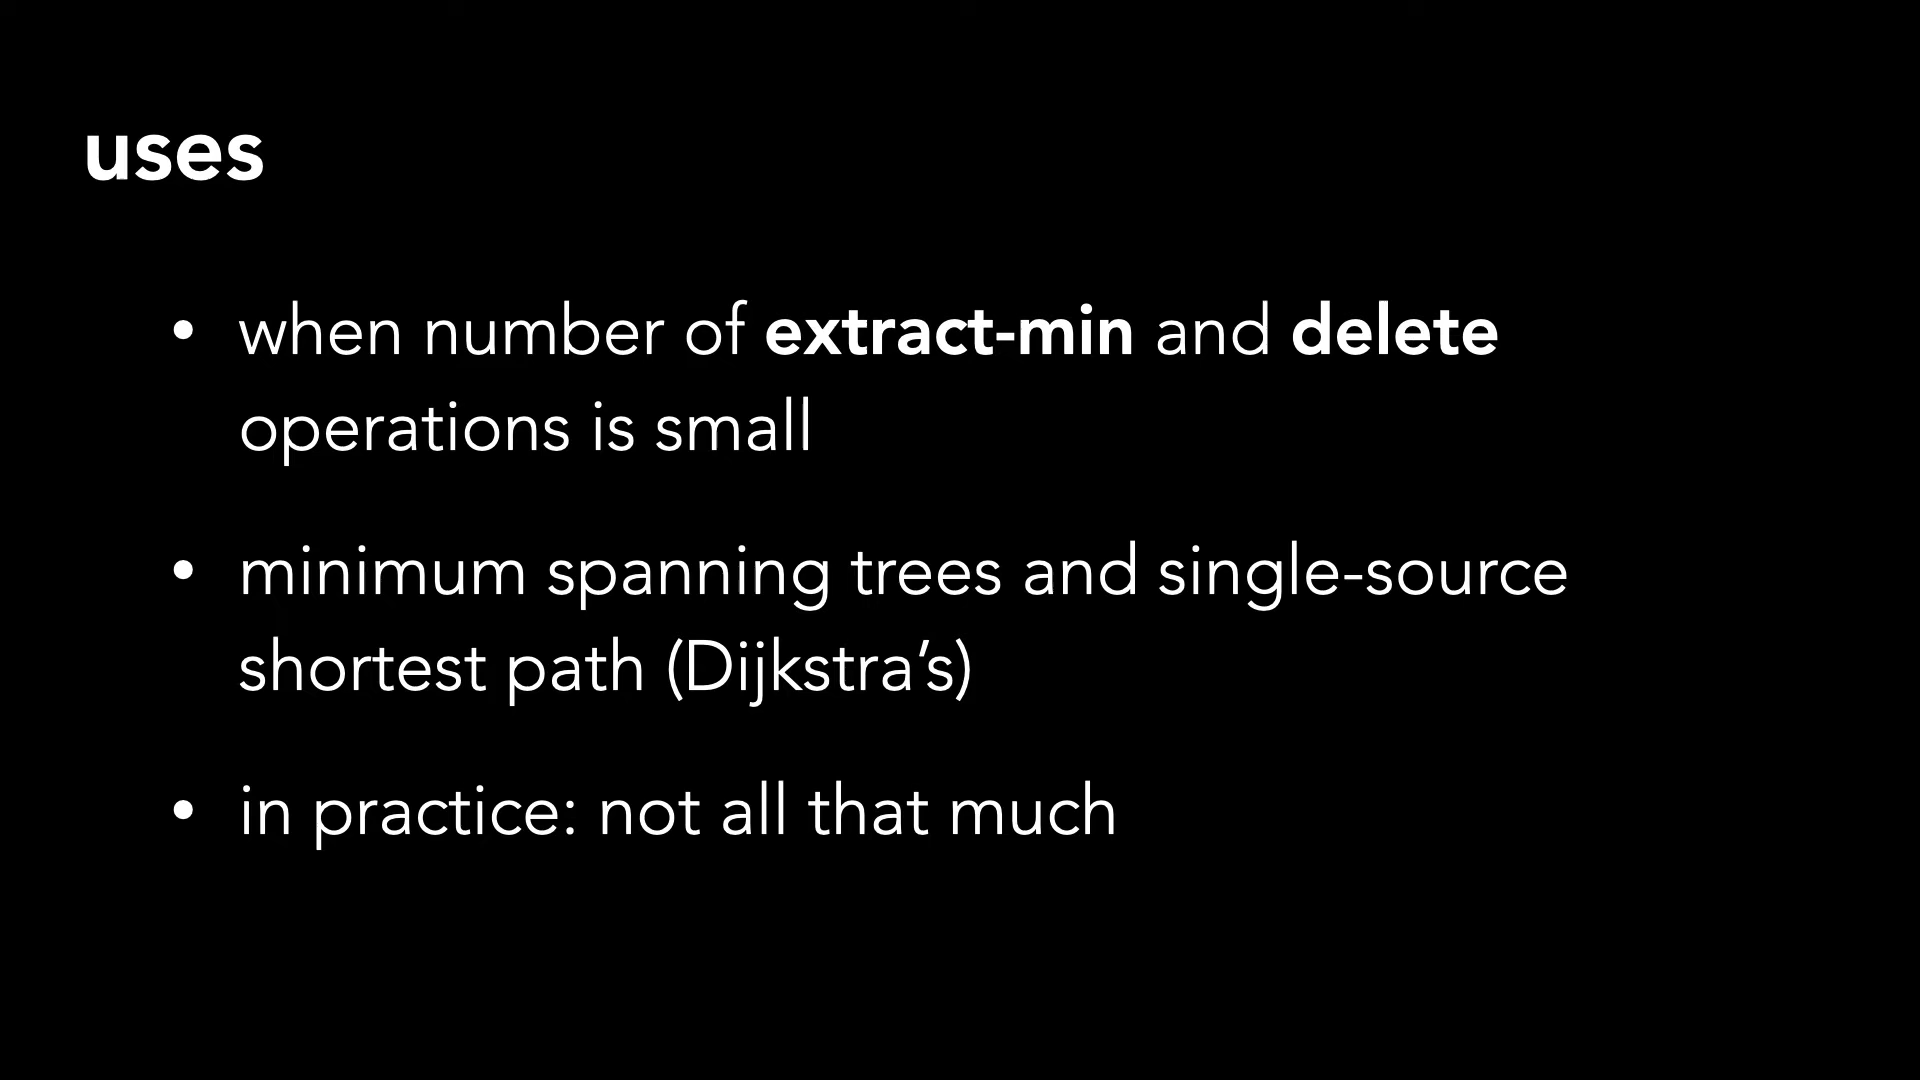 uses
• when number of extract-min and delete
operations is small
• minimum spanning trees and single-source
shortest path (Dijkstra’s)
• in practice: not all that much